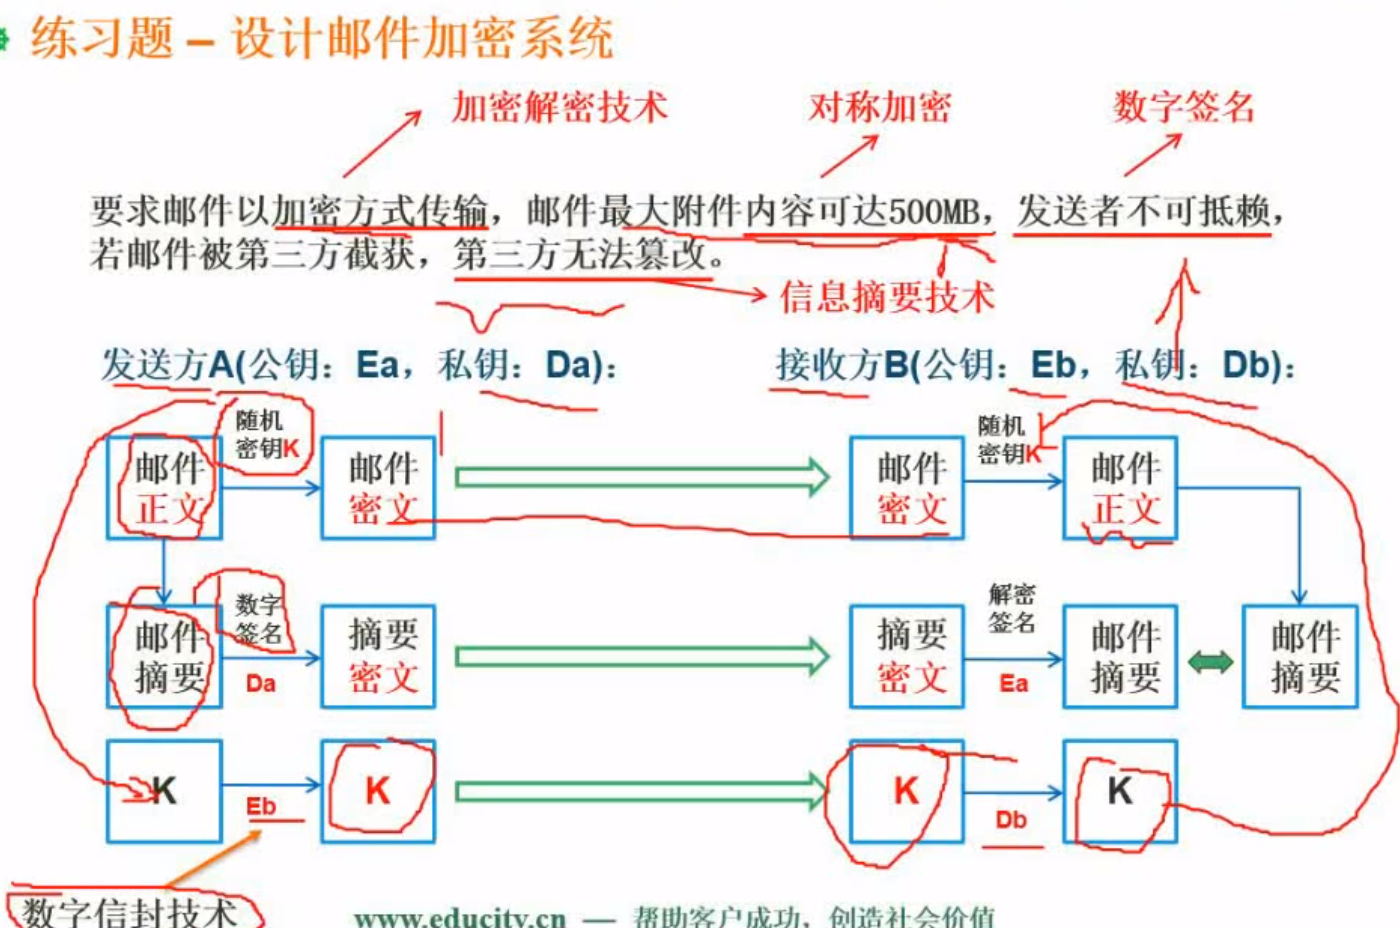 练习题 – 设计邮件加密系统
加密解密技术 对称加密 数字签名
要求邮件以加密方式传输，邮件最大附件内容可达500MB，发送者不可抵赖，
若邮件被第三方截获，第三方无法篡改。
信息摘要技术
发送方A(公钥：Ea，私钥：Da)： 接收方B(公钥：Eb，私钥：Db)：
邮件
正文
随机
密钥K
邮件
密文
邮件
密文
随机
密钥K
邮件
正文
邮件
摘要
数字
签名
Da
摘要
密文
摘要
密文
解密
签名
Ea
邮件
摘要
邮件
摘要
K
Eb
K
K
Db
K
数字信封技术
www.educity.cn — 帮助客户成功，创造社会价值